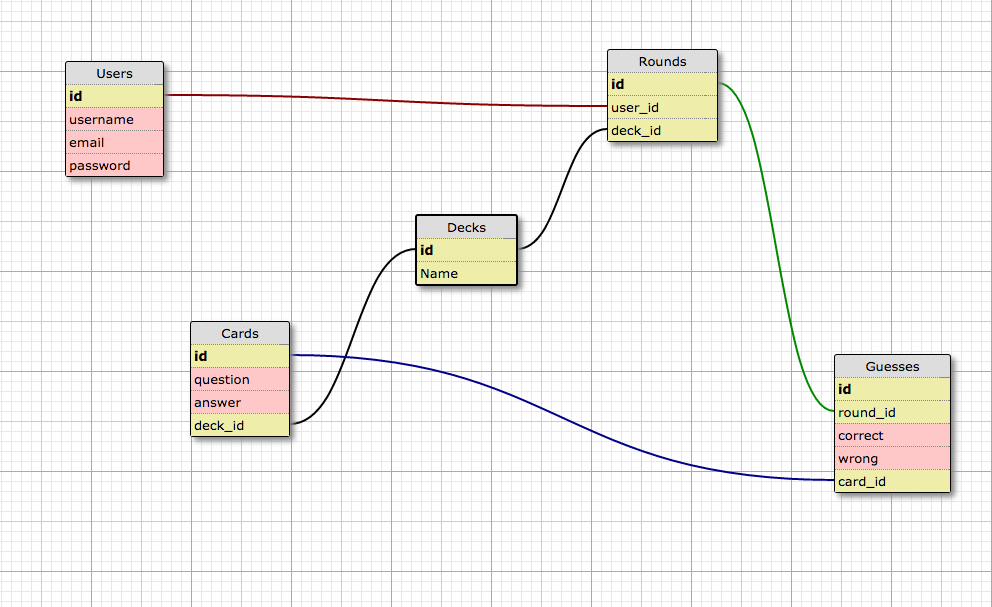 Users
id
username
email
password
Rounds
id
user_id
deck_id
Decks
id
Name
Cards
id
question
answer
deck_id
Guesses
id
round_id
correct
wrong
card_id